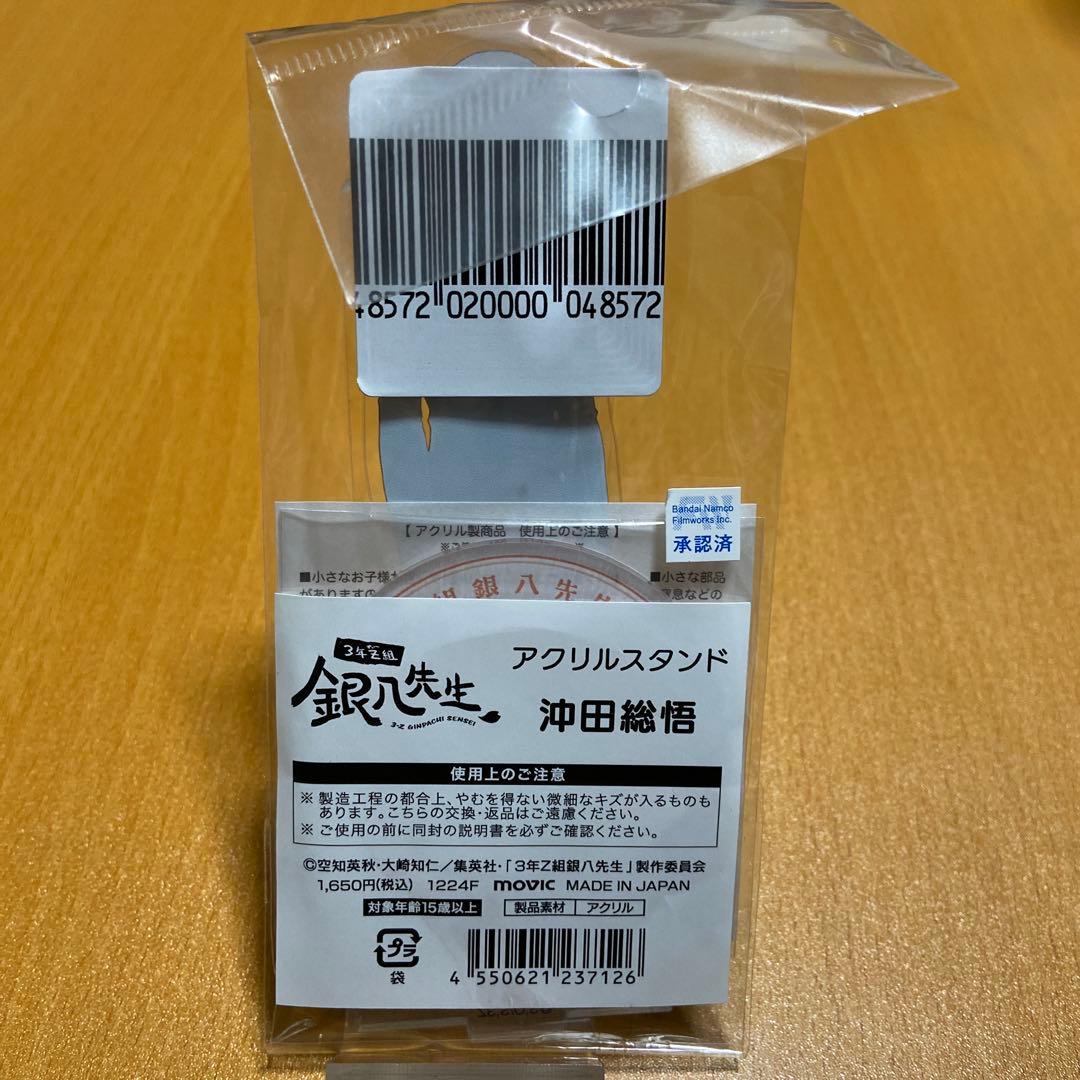 48572 020000 048572
Bandai Namco
Filmworks Inc.
承認済
【 アクリル製商品 使用上のご注意 】
■小さなお子様
がありますの
■小さな部品
窒息などの
銀八先生
3年Z組
銀八先生
3-Z GINPACHI SENSEI
アクリルスタンド
沖田総悟
使用上のご注意
※ 製造工程の都合上、やむを得ない微細なキズが入るものも
あります。こちらの交換・返品はご遠慮ください。
※ ご使用の前に同封の説明書を必ずご確認ください。
©空知英秋・大崎知仁／集英社・「3年Z組銀八先生」製作委員会
1,650円(税込) 1224F movic MADE IN JAPAN
対象年齢15歳以上 製品素材 アクリル
プラ
袋
4 550621 237126